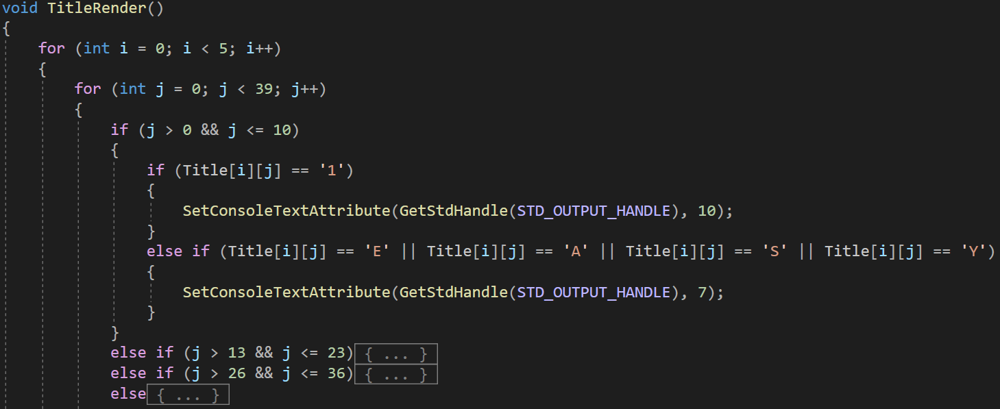 void TitleRender()
{
    for (int i = 0; i < 5; i++)
    {
        for (int j = 0; j < 39; j++)
        {
            if (j > 0 && j <= 10)
            {
                if (Title[i][j] == '1')
                {
                    SetConsoleTextAttribute(GetStdHandle(STD_OUTPUT_HANDLE), 10);
                }
                else if (Title[i][j] == 'E' || Title[i][j] == 'A' || Title[i][j] == 'S' || Title[i][j] == 'Y')
                {
                    SetConsoleTextAttribute(GetStdHandle(STD_OUTPUT_HANDLE), 7);
                }
            }
            else if (j > 13 && j <= 23){ ... }
            else if (j > 26 && j <= 36){ ... }
            else{ ... }